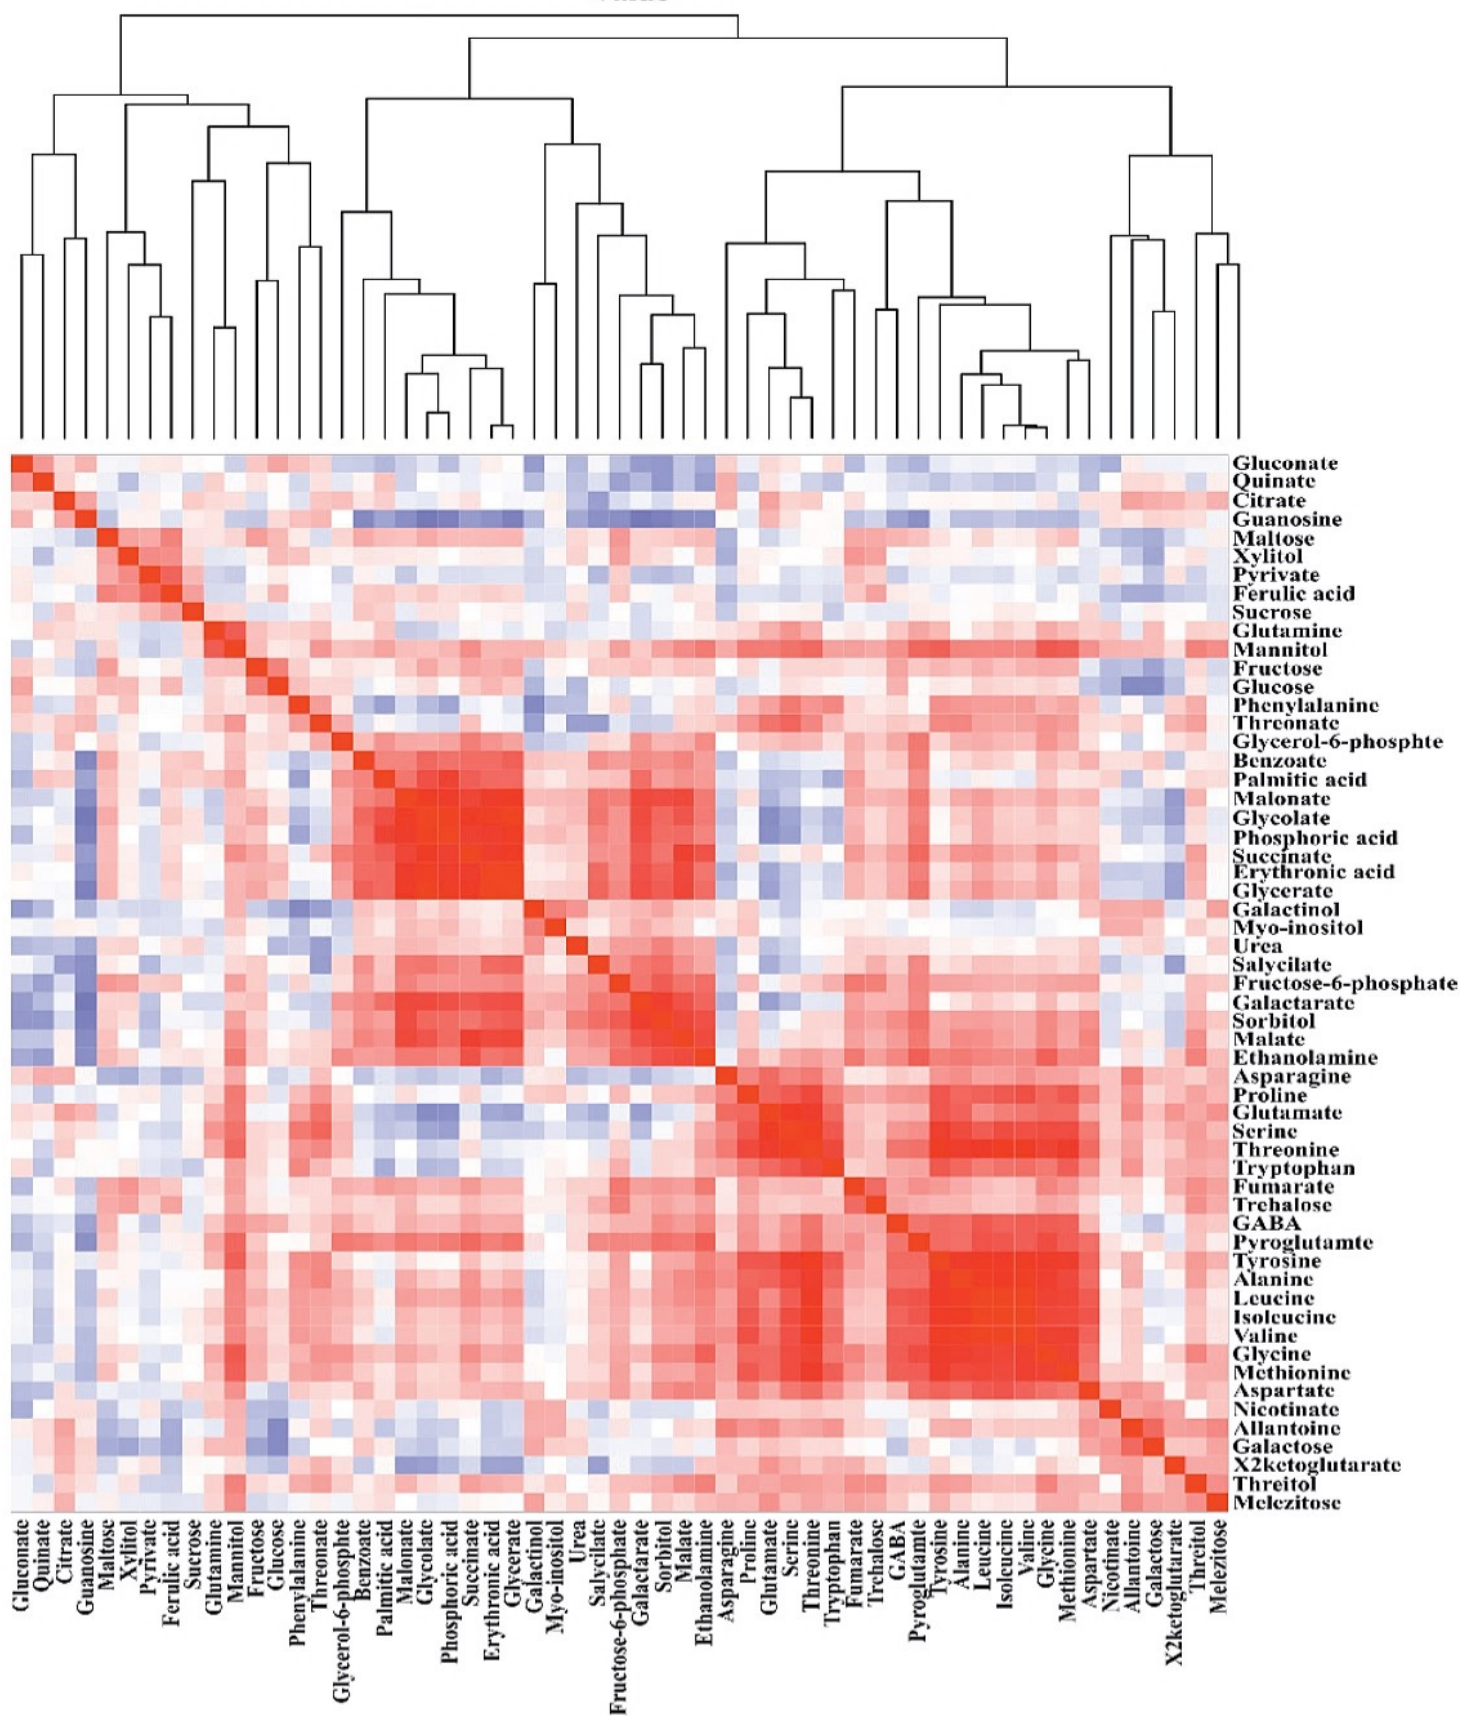 Gluconate
Quinate
Citrate
Guanosine
Maltose
Xylitol
Pyrivate
Ferulic acid
Sucrose
Glutamine
Mannitol
Fructose
Glucose
Phenylalanine
Threonate
Glycerol-6-phosphte
Benzoate
Palmitic acid
Malonate
Glycolate
Phosphoric acid
Succinate
Erythronic acid
Glycerate
Galactinol
Myo-inositol
Urea
Salycilate
Fructose-6-phosphate
Galactarate
Sorbitol
Malate
Ethanolamine
Asparagine
Proline
Glutamate
Serine
Threonine
Tryptophan
Fumarate
Trehalose
GABA
Pyroglutamte
Tyrosine
Alanine
Leucine
Isoleucine
Valine
Glycine
Methionine
Aspartate
Nicotinate
Allantoine
Galactose
X2ketoglutarate
Threitol
Melezitose
Gluconate
Quinate
Citrate
Guanosine
Maltose
Xylitol
Pyrivate
Ferulic acid
Sucrose
Glutamine
Mannitol
Fructose
Glucose
Phenylalanine
Threonate
Glycerol-6-phosphte
Benzoate
Palmitic acid
Malonate
Glycolate
Phosphoric acid
Succinate
Erythronic acid
Glycerate
Galactinol
Myo-inositol
Urea
Salycilate
Fructose-6-phosphate
Galactarate
Sorbitol
Malate
Ethanolamine
Asparagine
Proline
Glutamate
Serine
Threonine
Tryptophan
Fumarate
Trehalose
GABA
Pyroglutamte
Tyrosine
Alanine
Leucine
Isoleucine
Valine
Glycine
Methionine
Aspartate
Nicotinate
Allantoine
Galactose
X2ketoglutarate
Threitol
Melezitose